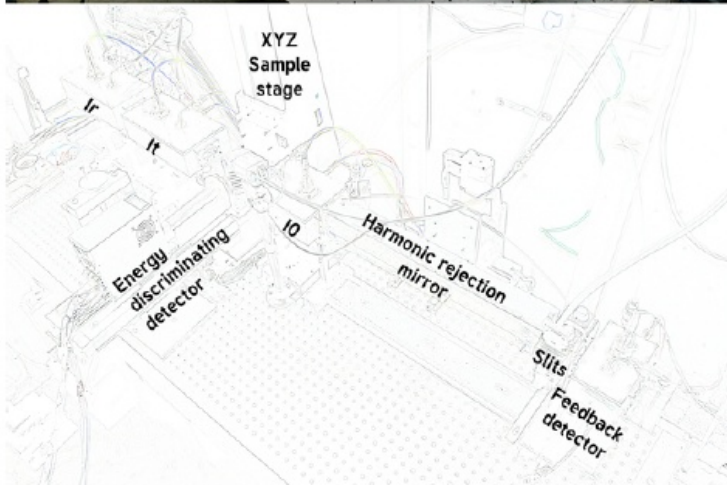 XYZ
Sample
stage
Ir
It
I0
Harmonic rejection
mirror
Energy
discriminating
detector
Slits
Feedback
detector